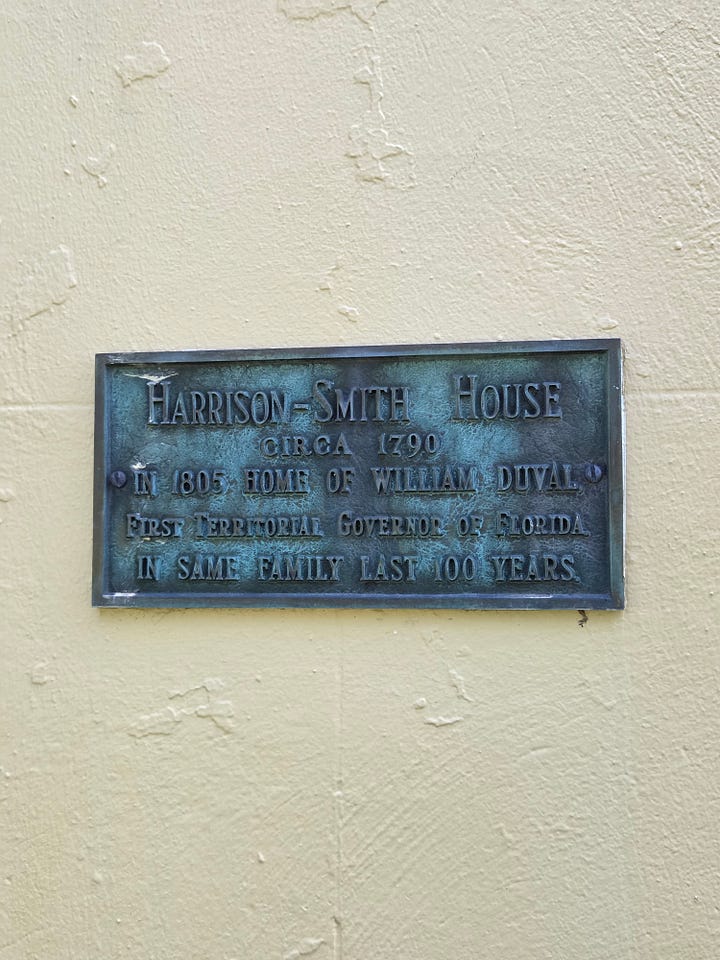 HARRISON-SMITH HOUSE
CIRCA 1790
IN 1805 HOME OF WILLIAM DUVAL
FIRST TERRITORIAL GOVERNOR OF FLORIDA
IN SAME FAMILY LAST 100 YEARS.